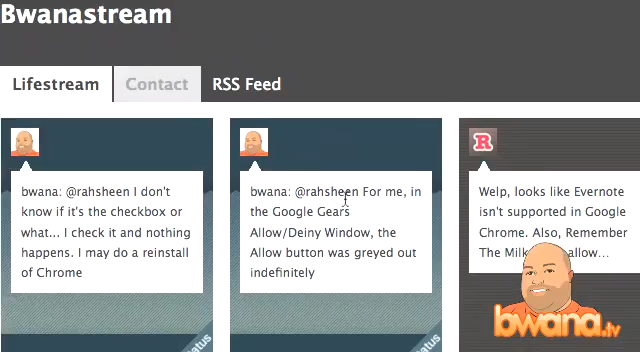 Bwanastream
Lifestream
Contact
RSS Feed
bwana: @rahsheen I don't
know if it's the checkbox or
what... I check it and nothing
happens. I may do a reinstall
of Chrome
bwana: @rahsheen For me, in
the Google Gears
Allow/Deiny Window, the
Allow button was greyed out
indefinitely
R
Welp, looks like Evernote
isn't supported in Google
Chrome. Also, Remember
The Milk allow...
bwana.tv